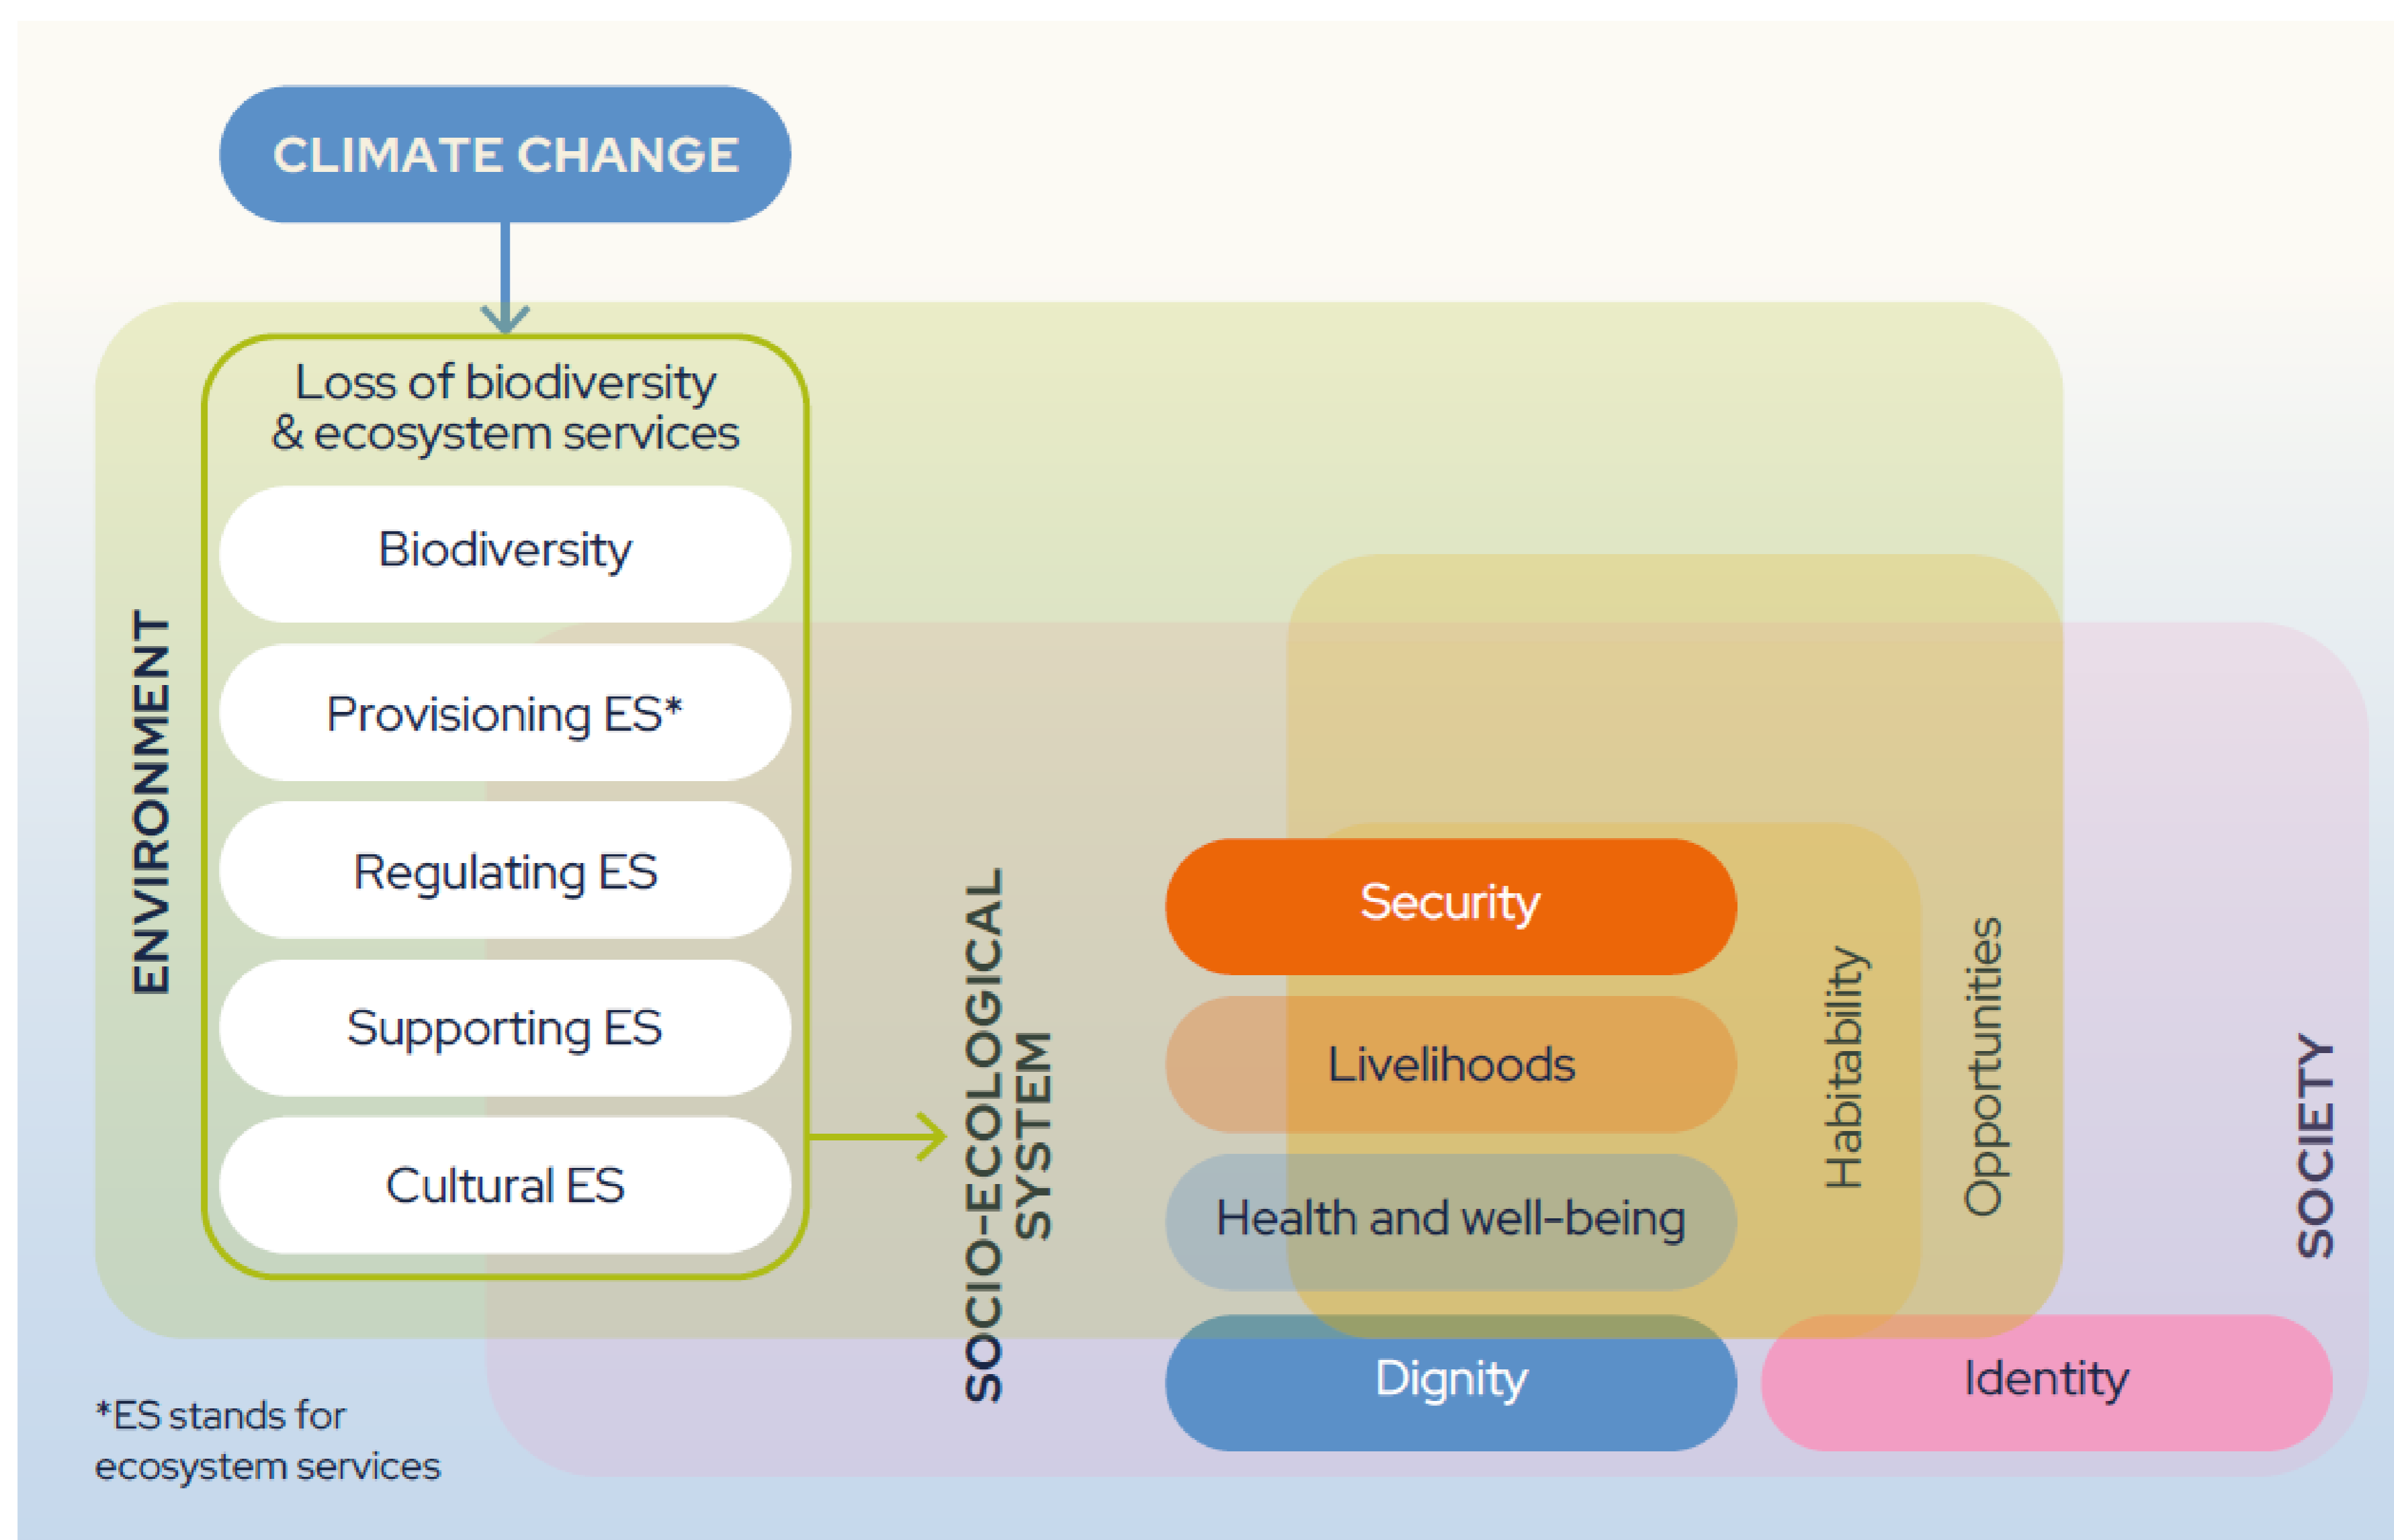 CLIMATE CHANGE
Loss of biodiversity
& ecosystem services
Biodiversity
Provisioning ES*
Regulating ES
Supporting ES
Cultural ES
ENVIRONMENT
SOCIO-ECOLOGICAL
SYSTEM
Security
Livelihoods
Health and well-being
Dignity
Identity
Habitability
Opportunities
SOCIETY
*ES stands for
ecosystem services